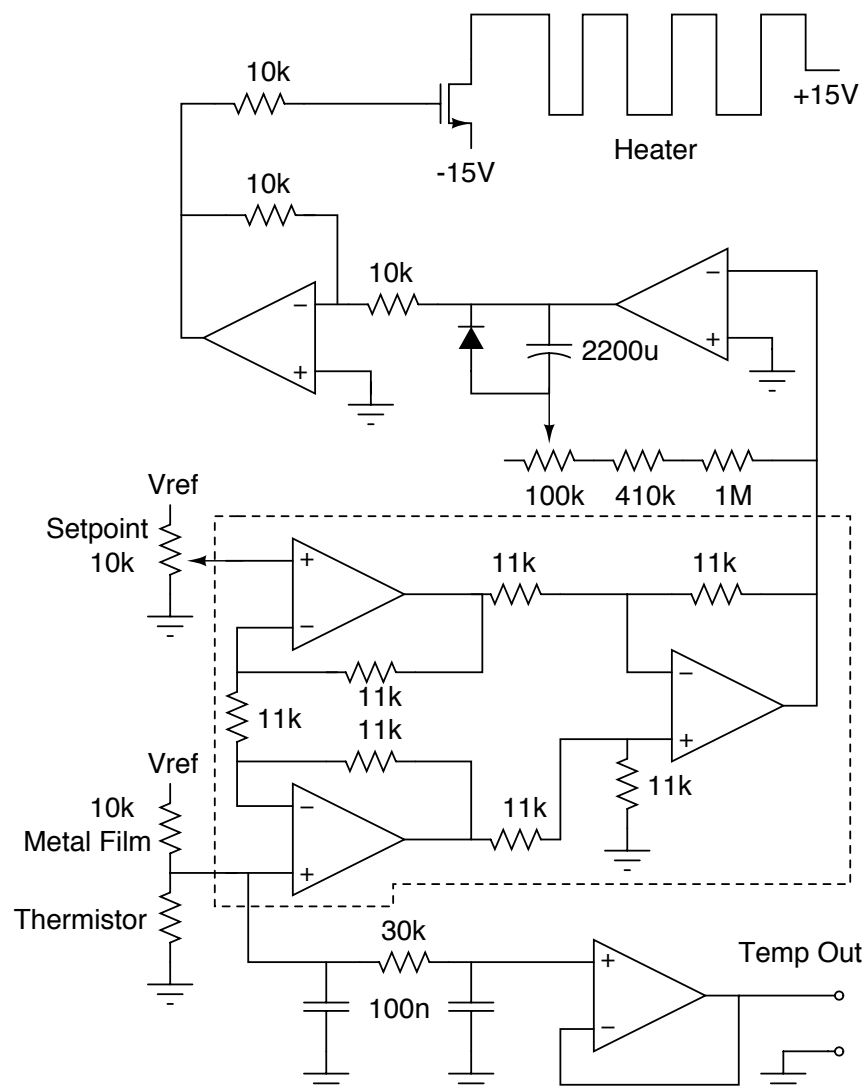 10k
+15V
Heater
-15V
10k
10k
−
+
−
+
2200u
100k
410k
1M
Vref
Setpoint
10k
+
−
11k
11k
11k
11k
11k
−
+
11k
11k
Vref
10k
Metal Film
−
+
Thermistor
30k
100n
+
−
Temp Out